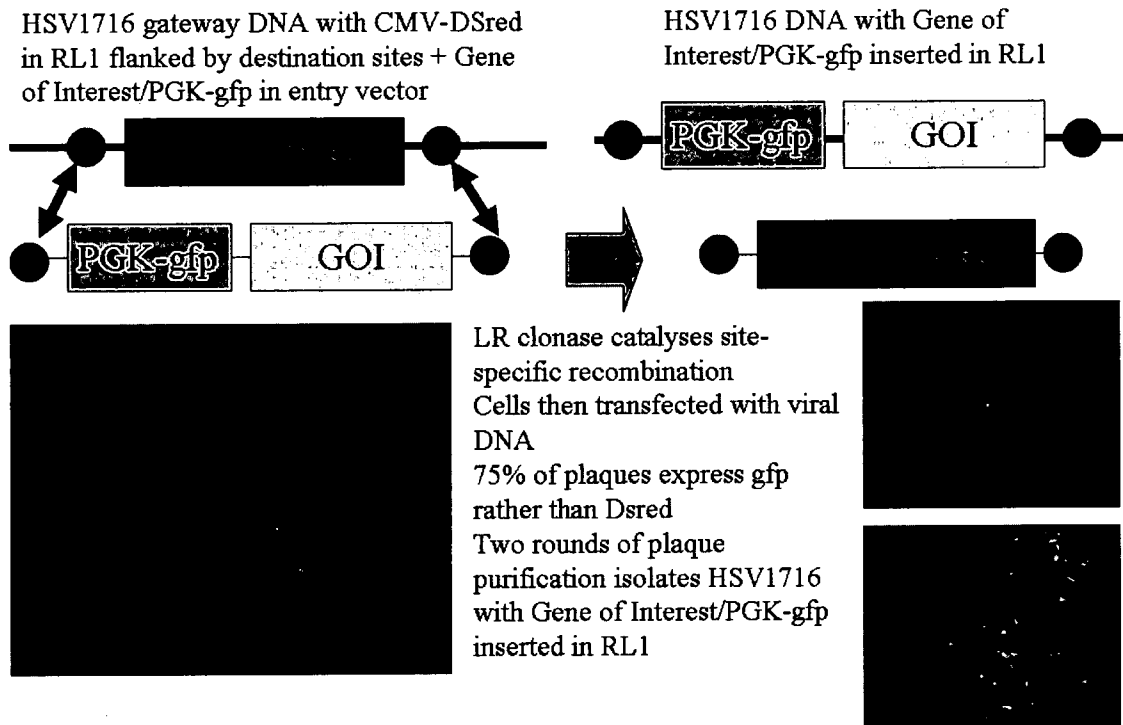 HSV1716 gateway DNA with CMV-DSred
in RL1 flanked by destination sites + Gene
of Interest/PGK-gfp in entry vector
HSV1716 DNA with Gene of
Interest/PGK-gfp inserted in RL1
PGK-gfp
GOI
PGK-gfp
GOI
LR clonase catalyses site-
specific recombination
Cells then transfected with viral
DNA
75% of plaques express gfp
rather than Dsred
Two rounds of plaque
purification isolates HSV1716
with Gene of Interest/PGK-gfp
inserted in RL1